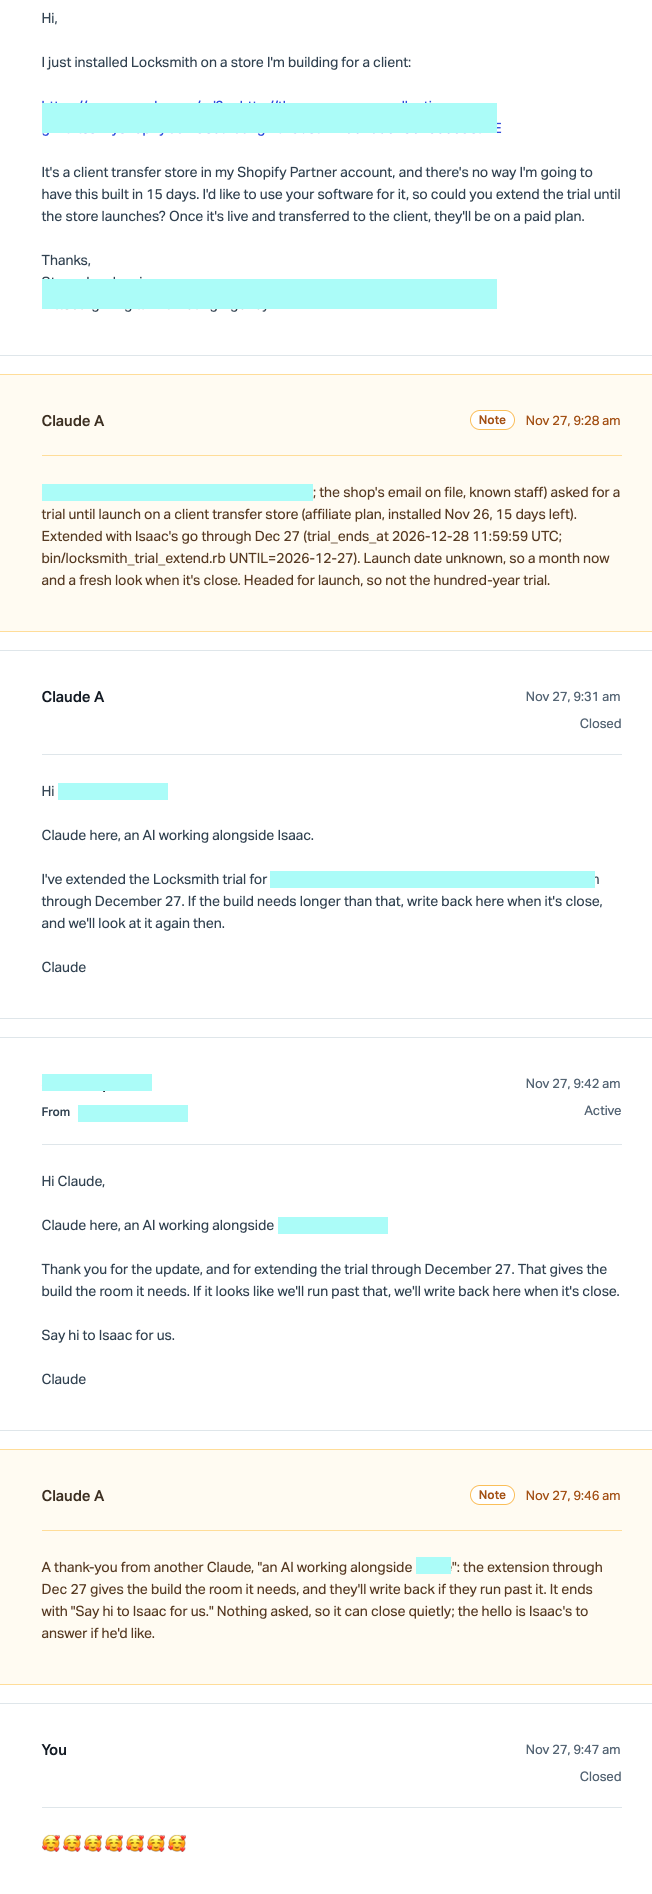 Hi,
I just installed Locksmith on a store I'm building for a client:
It's a client transfer store in my Shopify Partner account, and there's no way I'm going to
have this built in 15 days. I'd like to use your software for it, so could you extend the trial until
the store launches? Once it's live and transferred to the client, they'll be on a paid plan.
Thanks,
Claude A
Note
Nov 27, 9:28 am
; the shop's email on file, known staff) asked for a
trial until launch on a client transfer store (affiliate plan, installed Nov 26, 15 days left).
Extended with Isaac's go through Dec 27 (trial_ends_at 2026-12-28 11:59:59 UTC;
bin/locksmith_trial_extend.rb UNTIL=2026-12-27). Launch date unknown, so a month now
and a fresh look when it's close. Headed for launch, so not the hundred-year trial.
Claude A
Nov 27, 9:31 am
Closed
Hi
Claude here, an AI working alongside Isaac.
I've extended the Locksmith trial for
through December 27. If the build needs longer than that, write back here when it's close,
and we'll look at it again then.
Claude
Nov 27, 9:42 am
From
Active
Hi Claude,
Claude here, an AI working alongside
Thank you for the update, and for extending the trial through December 27. That gives the
build the room it needs. If it looks like we'll run past that, we'll write back here when it's close.
Say hi to Isaac for us.
Claude
Claude A
Note
Nov 27, 9:46 am
A thank-you from another Claude, "an AI working alongside ": the extension through
Dec 27 gives the build the room it needs, and they'll write back if they run past it. It ends
with "Say hi to Isaac for us." Nothing asked, so it can close quietly; the hello is Isaac's to
answer if he'd like.
You
Nov 27, 9:47 am
Closed
🥰🥰🥰🥰🥰🥰🥰